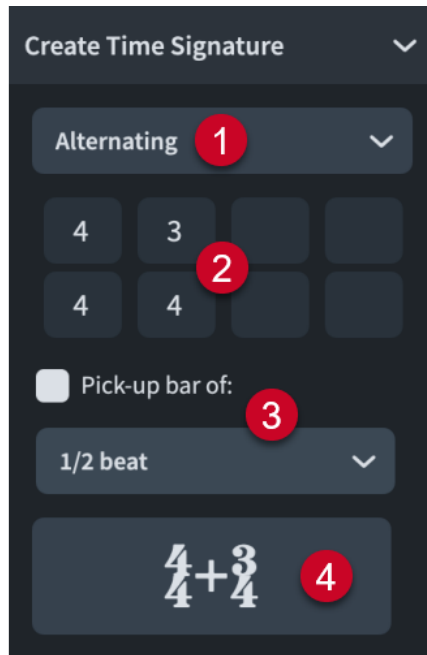 Create Time Signature
Alternating 1
4 3
2
4 4
Pick-up bar of:
3
1/2 beat
4/4+3/4 4